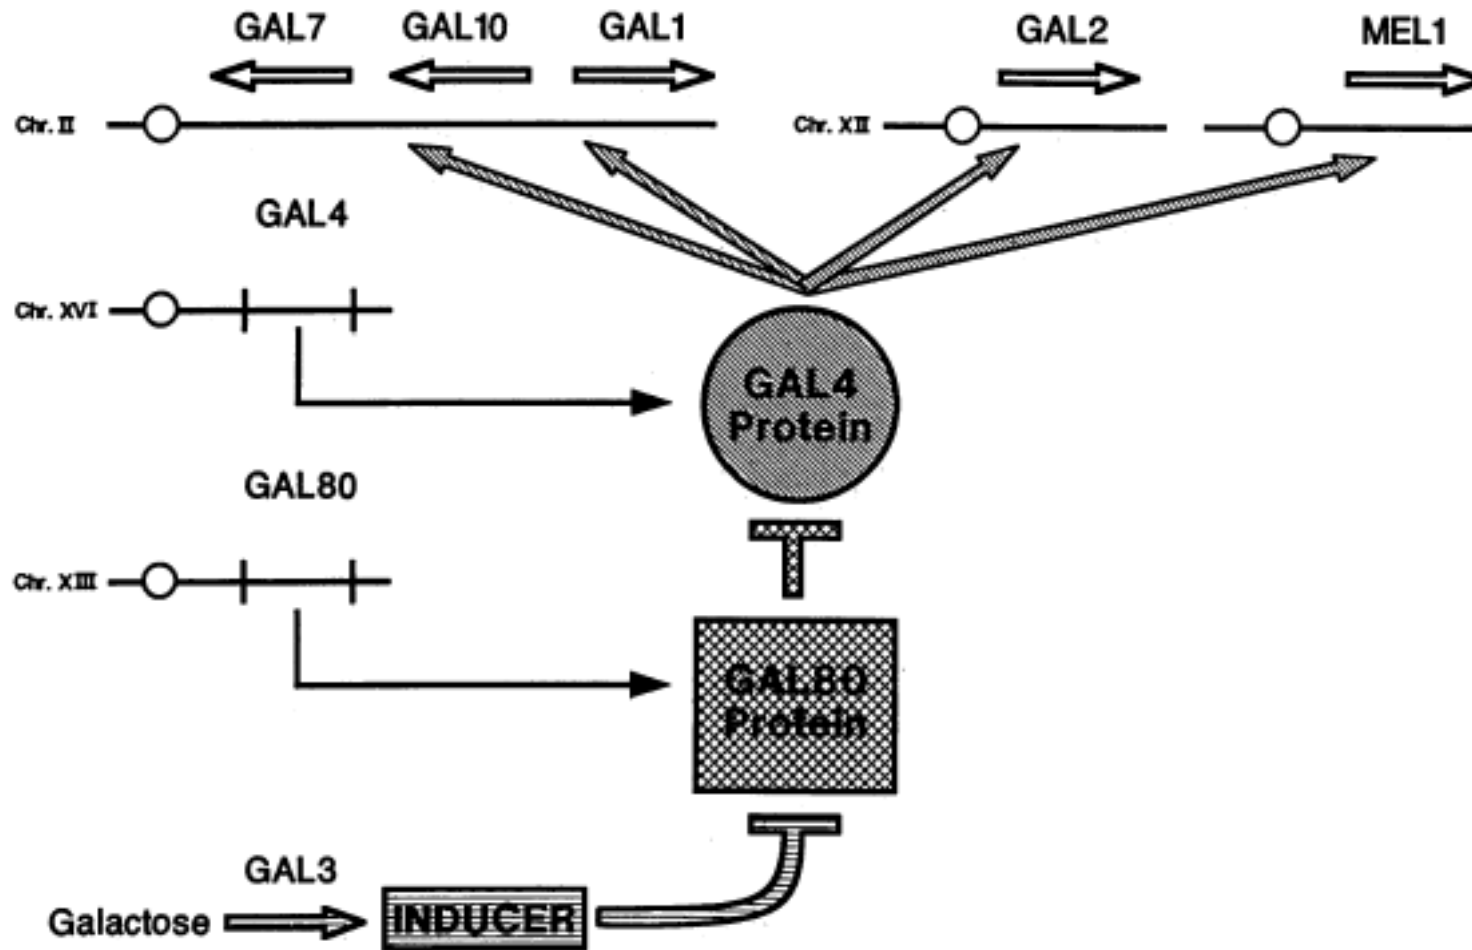 GAL7 GAL10 GAL1 GAL2 MEL1
Chr. II Chr. XII
GAL4
Chr. XVI
GAL4
Protein
GAL80
Chr. XIII
GAL80
Protein
GAL3
Galactose INDUCER